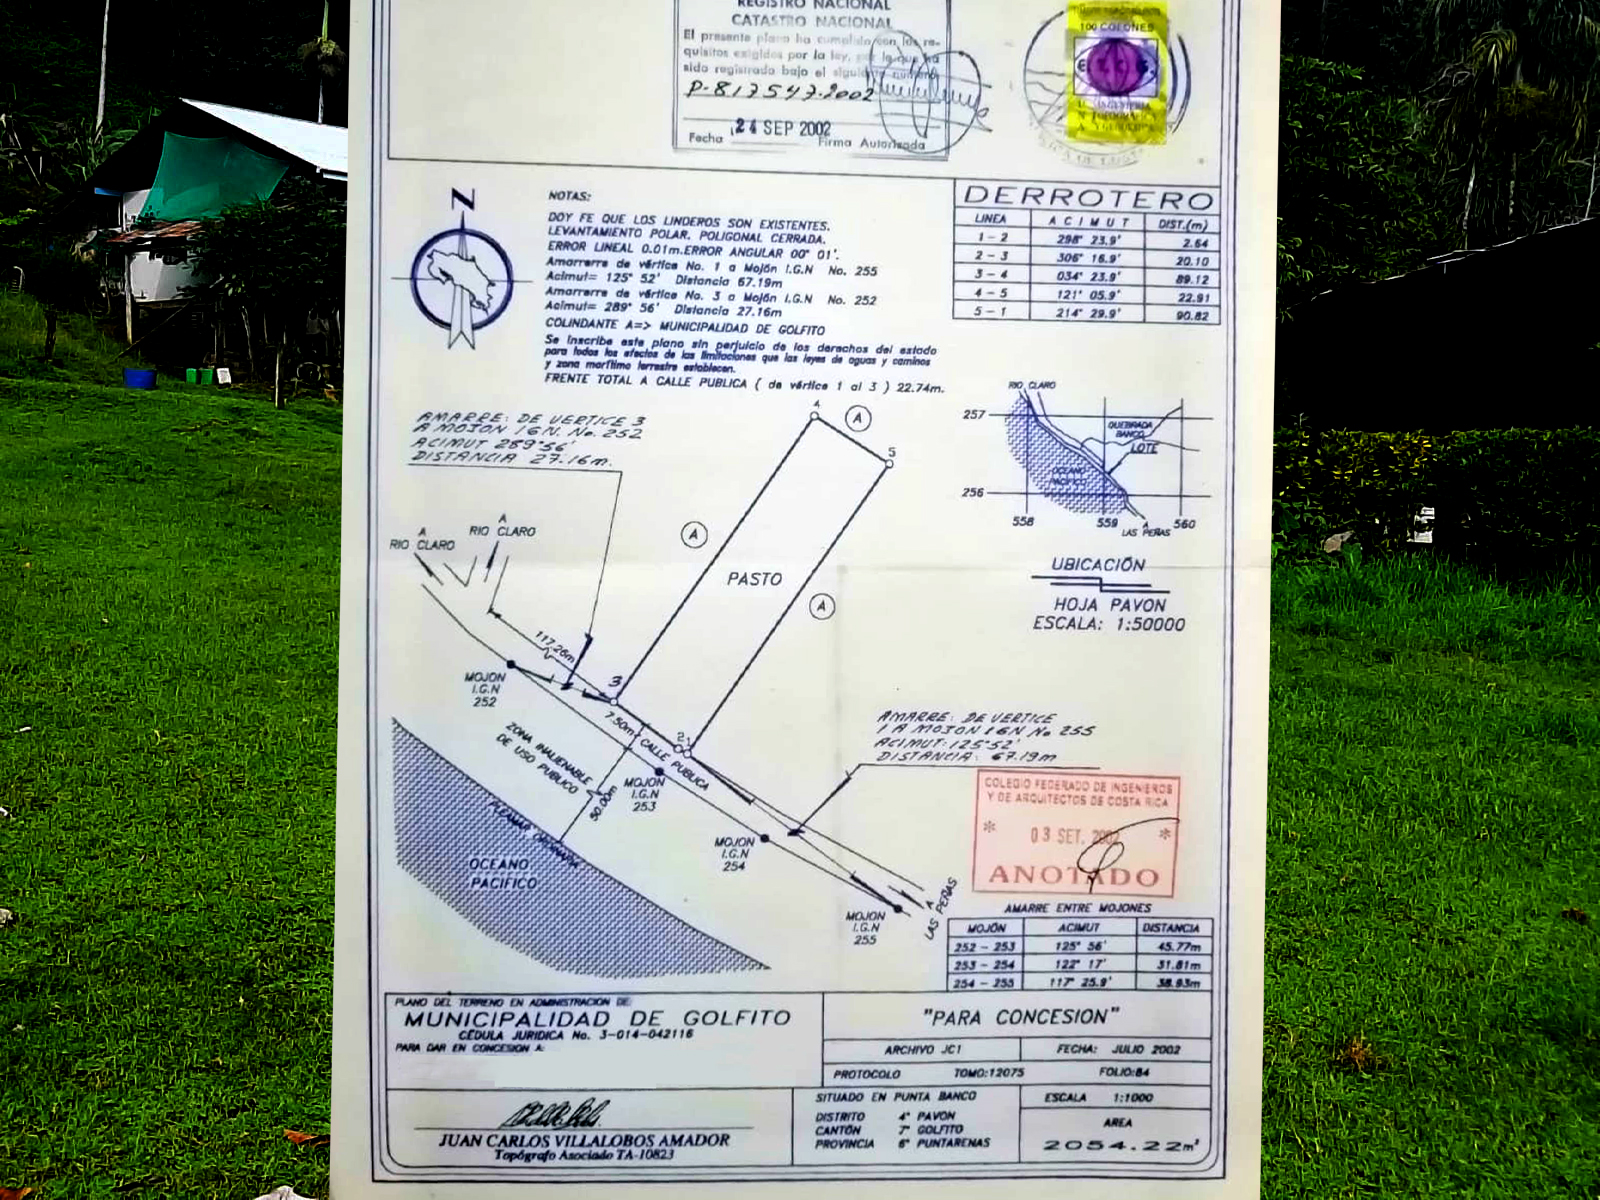 REGISTRO NACIONAL
CATASTRO NACIONAL
El presente plano ha cumplido con los re-
quisitos exigidos por la ley, por lo que ha
sido registrado bajo el siguiente número
P-817547-2002
24 SEP 2002
Fecha Firma Autorizada
100 COLONES
INGENIERIA
TOPOGRAFICA
NOTAS:
DOY FE QUE LOS LINDEROS SON EXISTENTES.
LEVANTAMIENTO POLAR. POLIGONAL CERRADA.
ERROR LINEAL 0.01m.ERROR ANGULAR 00° 01'.
Amarrerre de vértice No. 1 a Mojón I.G.N No. 255
Acimut= 125° 52' Distancia 67.19m
Amarrerre de vértice No. 3 a Mojón I.G.N No. 252
Acimut= 289° 56' Distancia 27.16m
COLINDANTE A=> MUNICIPALIDAD DE GOLFITO
Se inscribe este plano sin perjuicio de los derechos del estado
para todos los efectos de las limitaciones que las leyes de aguas y caminos
y zona marítimo terrestre establecen.
FRENTE TOTAL A CALLE PUBLICA ( de vértice 1 al 3 ) 22.74m.
N
DERROTERO
LINEA ACIMUT DIST.(m)
1 - 2 298° 23.9' 2.64
2 - 3 306° 16.9' 20.10
3 - 4 034° 23.9' 89.12
4 - 5 121° 05.9' 22.91
5 - 1 214° 29.9' 90.82
AMARRE: DE VERTICE 3
A MOJON IGN. No. 252
ACIMUT 289°56'
DISTANCIA 27.16m.
4
A
5
A
PASTO
A
RIO CLARO
257
QUEBRADA
BANCO
LOTE
OCEANO
PACIFICO
256
558 559 560
A
LAS PEÑAS
UBICACIÓN
HOJA PAVON
ESCALA: 1:50000
A
RIO CLARO
A
RIO CLARO
117.26m
3
MOJON
I.G.N
252
7.50m
2
1
CALLE PUBLICA
ZONA INALIENABLE
DE USO PUBLICO
50.00m
MOJON
I.G.N
253
PLEAMAR ORDINARIA
OCEANO
PACIFICO
MOJON
I.G.N
254
MOJON
I.G.N
255
A
LAS PEÑAS
AMARRE: DE VERTICE
1 A MOJON IGN No 255
ACIMUT: 125°52'
DISTANCIA: 67.19m
COLEGIO FEDERADO DE INGENIEROS
Y DE ARQUITECTOS DE COSTA RICA
* 03 SET. 2002 *
ANOTADO
AMARRE ENTRE MOJONES
MOJÓN ACIMUT DISTANCIA
252 - 253 125° 56' 45.77m
253 - 254 122° 17' 31.81m
254 - 255 117° 25.9' 38.93m
PLANO DEL TERRENO EN ADMINISTRACION DE:
MUNICIPALIDAD DE GOLFITO
CÉDULA JURIDICA No. 3-014-042116
PARA DAR EN CONCESION A:
"PARA CONCESION"
ARCHIVO JC1 FECHA: JULIO 2002
PROTOCOLO TOMO:12075 FOLIO:84
JUAN CARLOS VILLALOBOS AMADOR
Topógrafo Asociado TA-10823
SITUADO EN PUNTA BANCO
DISTRITO 4° PAVON
CANTÓN 7° GOLFITO
PROVINCIA 6° PUNTARENAS
ESCALA 1:1000
AREA
2054.22m²